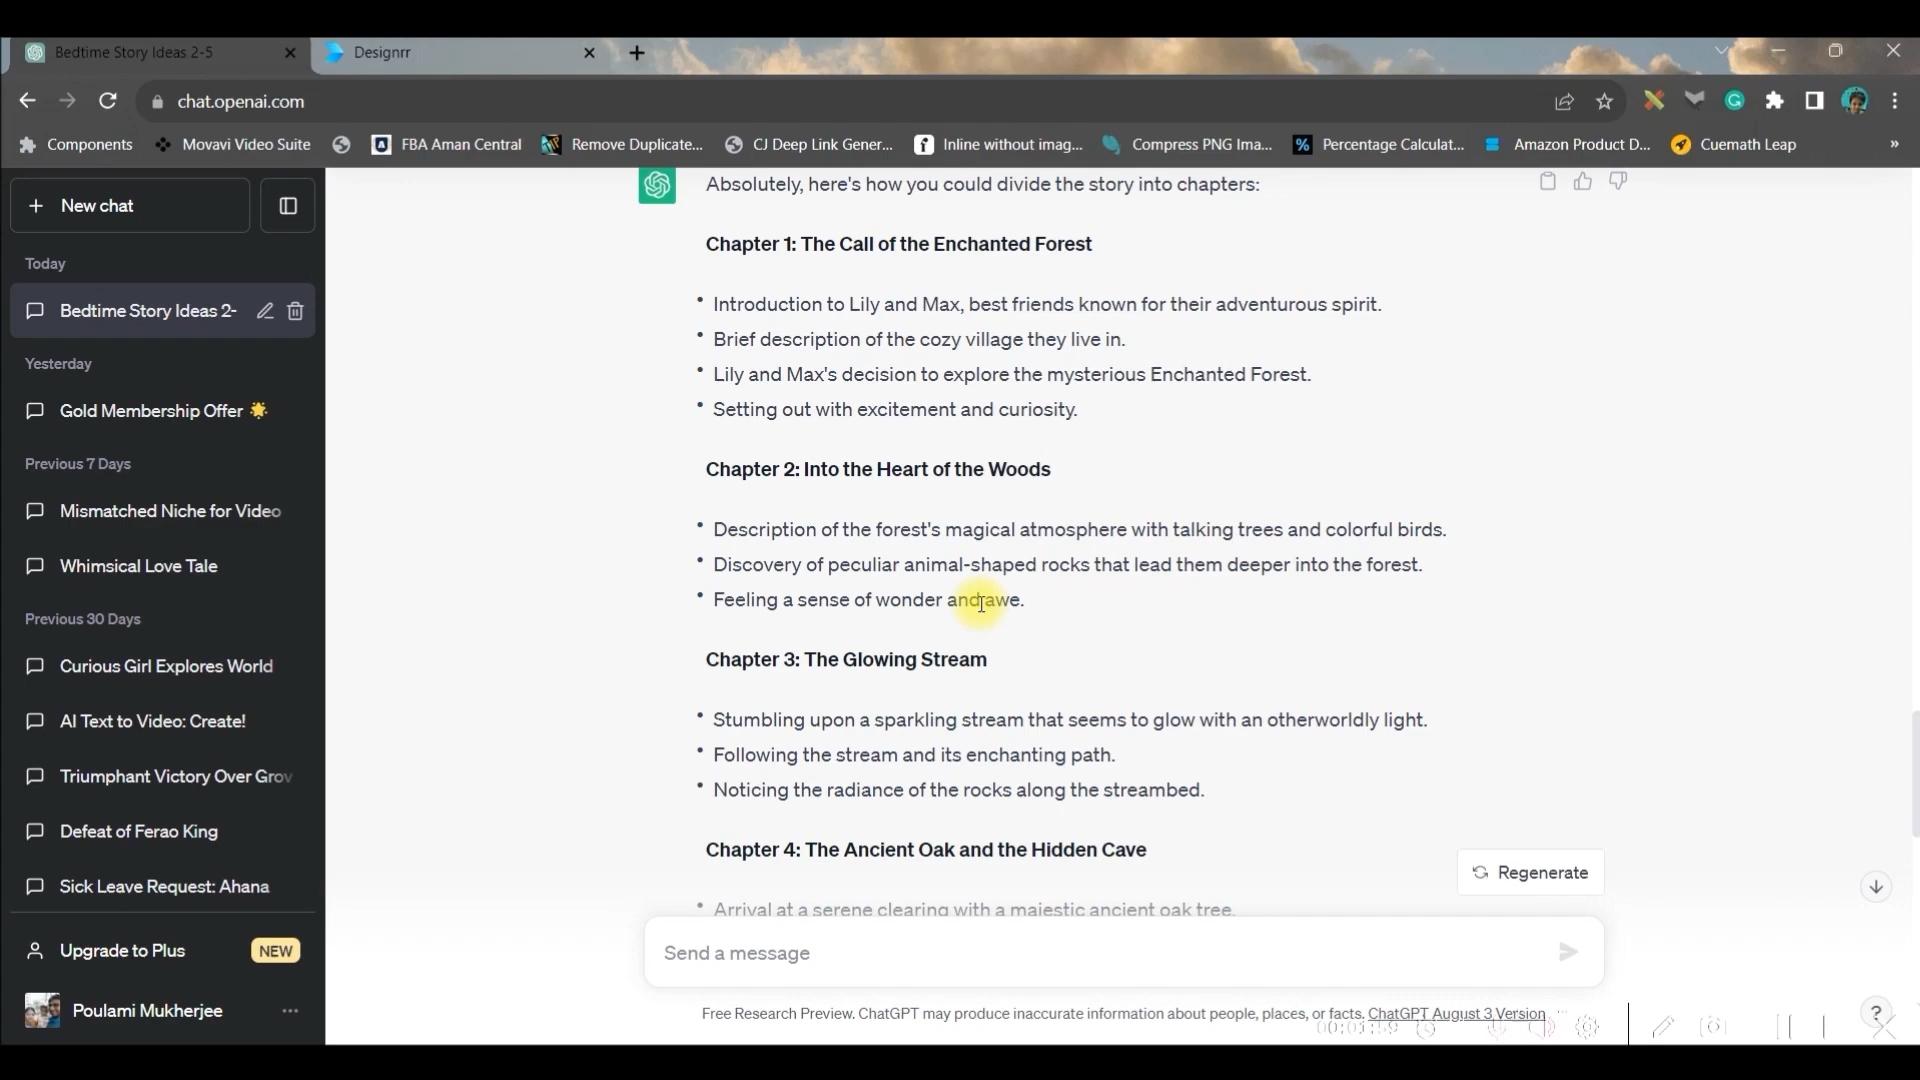 Bedtime Story Ideas 2-5
Designrr
chat.openai.com
Components
Movavi Video Suite
FBA Aman Central
Remove Duplicate...
CJ Deep Link Gener...
Inline without imag...
Compress PNG Ima...
Percentage Calculat...
Amazon Product D...
Cuemath Leap
»
New chat
Today
Bedtime Story Ideas 2-
Yesterday
Gold Membership Offer 🌟
Previous 7 Days
Mismatched Niche for Video
Whimsical Love Tale
Previous 30 Days
Curious Girl Explores World
AI Text to Video: Create!
Triumphant Victory Over Grov
Defeat of Ferao King
Sick Leave Request: Ahana
Upgrade to Plus
NEW
Poulami Mukherjee
Absolutely, here's how you could divide the story into chapters:
Chapter 1: The Call of the Enchanted Forest
• Introduction to Lily and Max, best friends known for their adventurous spirit.
• Brief description of the cozy village they live in.
• Lily and Max's decision to explore the mysterious Enchanted Forest.
• Setting out with excitement and curiosity.
Chapter 2: Into the Heart of the Woods
• Description of the forest's magical atmosphere with talking trees and colorful birds.
• Discovery of peculiar animal-shaped rocks that lead them deeper into the forest.
• Feeling a sense of wonder and awe.
Chapter 3: The Glowing Stream
• Stumbling upon a sparkling stream that seems to glow with an otherworldly light.
• Following the stream and its enchanting path.
• Noticing the radiance of the rocks along the streambed.
Chapter 4: The Ancient Oak and the Hidden Cave
• Arrival at a serene clearing with a majestic ancient oak tree.
Regenerate
Send a message
Free Research Preview. ChatGPT may produce inaccurate information about people, places, or facts. ChatGPT August 3 Version
00:01:59
?